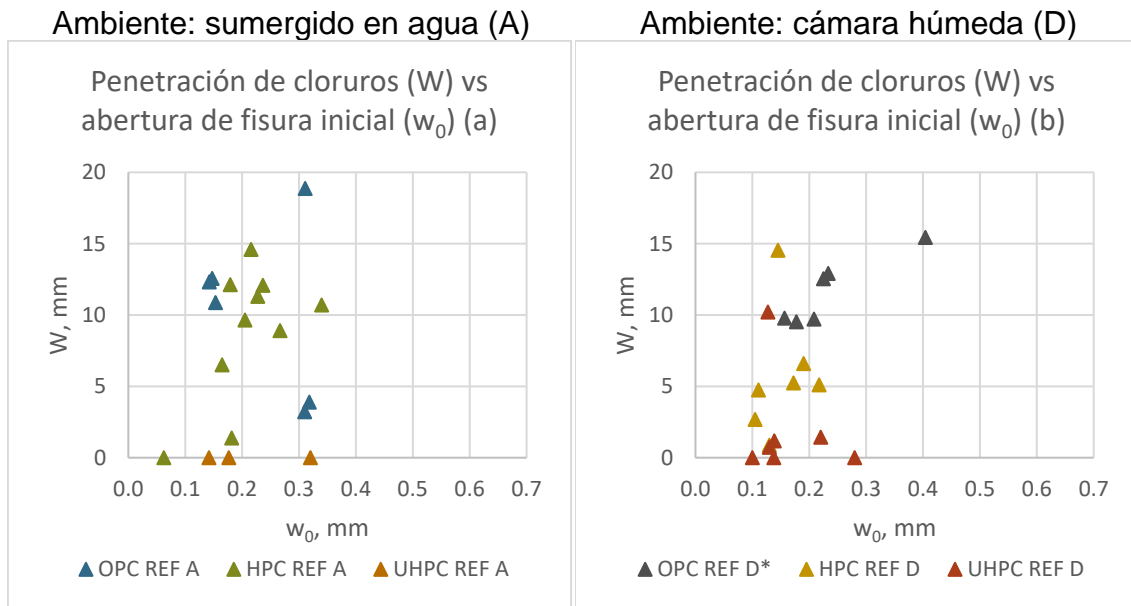 Ambiente: sumergido en agua (A)
Penetración de cloruros (W) vs
abertura de fisura inicial (w₀) (a)
20
15
10
5
0
W, mm
0.0 0.1 0.2 0.3 0.4 0.5 0.6 0.7
w₀, mm
OPC REF A HPC REF A UHPC REF A
Ambiente: cámara húmeda (D)
Penetración de cloruros (W) vs
abertura de fisura inicial (w₀) (b)
20
15
10
5
0
W, mm
0.0 0.1 0.2 0.3 0.4 0.5 0.6 0.7
w₀, mm
OPC REF D* HPC REF D UHPC REF D